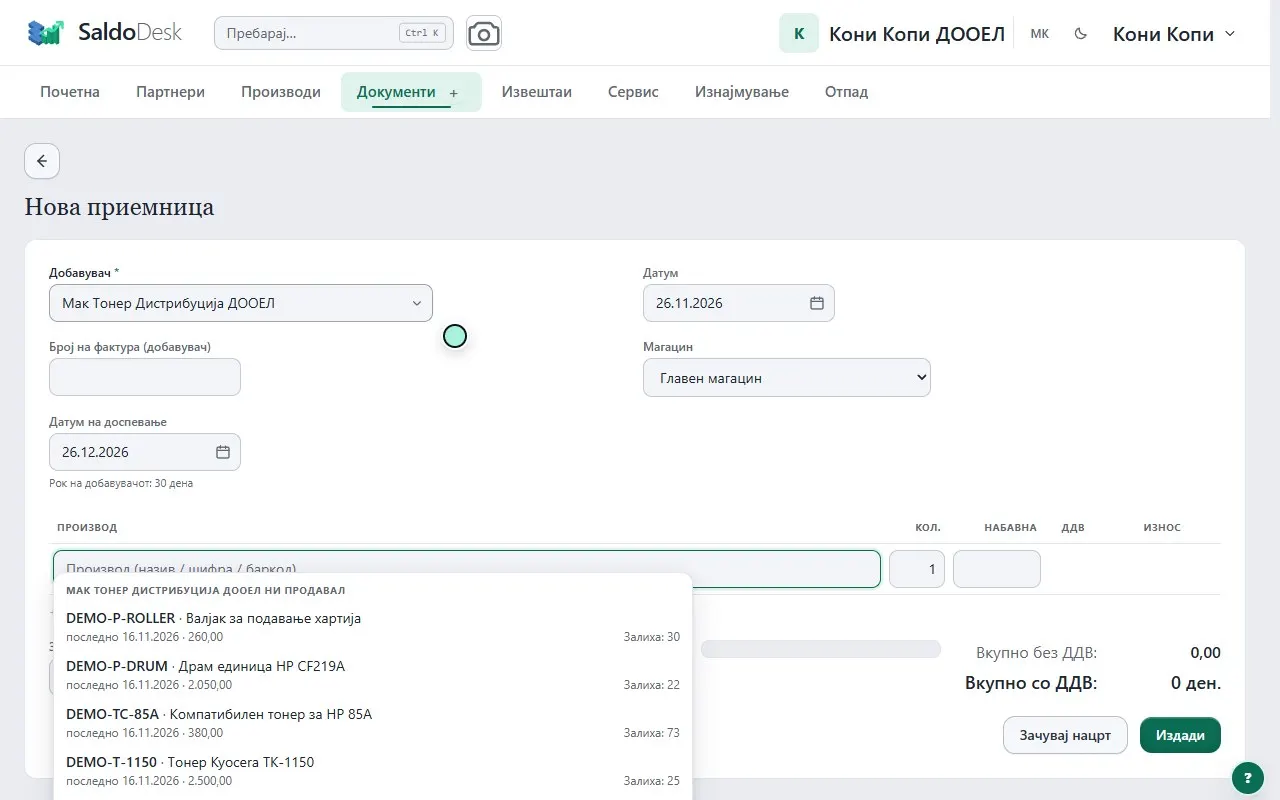 SaldoDesk
Пребарај...
Ctrl K
К
Кони Копи ДООЕЛ
МК
Кони Копи
Почетна
Партнери
Производи
Документи +
Извештаи
Сервис
Изнајмување
Отпад
Нова приемница
Добавувач *
Мак Тонер Дистрибуција ДООЕЛ
Датум
26.11.2026
Број на фактура (добавувач)
Магацин
Главен магацин
Датум на доспевање
26.12.2026
Рок на добавувачот: 30 дена
ПРОИЗВОД
КОЛ.
НАБАВНА
ДДВ
ИЗНОС
Производ (назив / шифра / баркод)
1
МАК ТОНЕР ДИСТРИБУЦИЈА ДООЕЛ НИ ПРОДАВАЛ
DEMO-P-ROLLER · Валјак за подавање хартија
последно 16.11.2026 · 260,00
Залиха: 30
DEMO-P-DRUM · Драм единица HP CF219A
последно 16.11.2026 · 2.050,00
Залиха: 22
DEMO-TC-85A · Компатибилен тонер за HP 85A
последно 16.11.2026 · 380,00
Залиха: 73
DEMO-T-1150 · Тонер Kyocera TK-1150
последно 16.11.2026 · 2.500,00
Залиха: 25
Вкупно без ДДВ:
0,00
Вкупно со ДДВ:
0 ден.
Зачувај нацрт
Издади
?